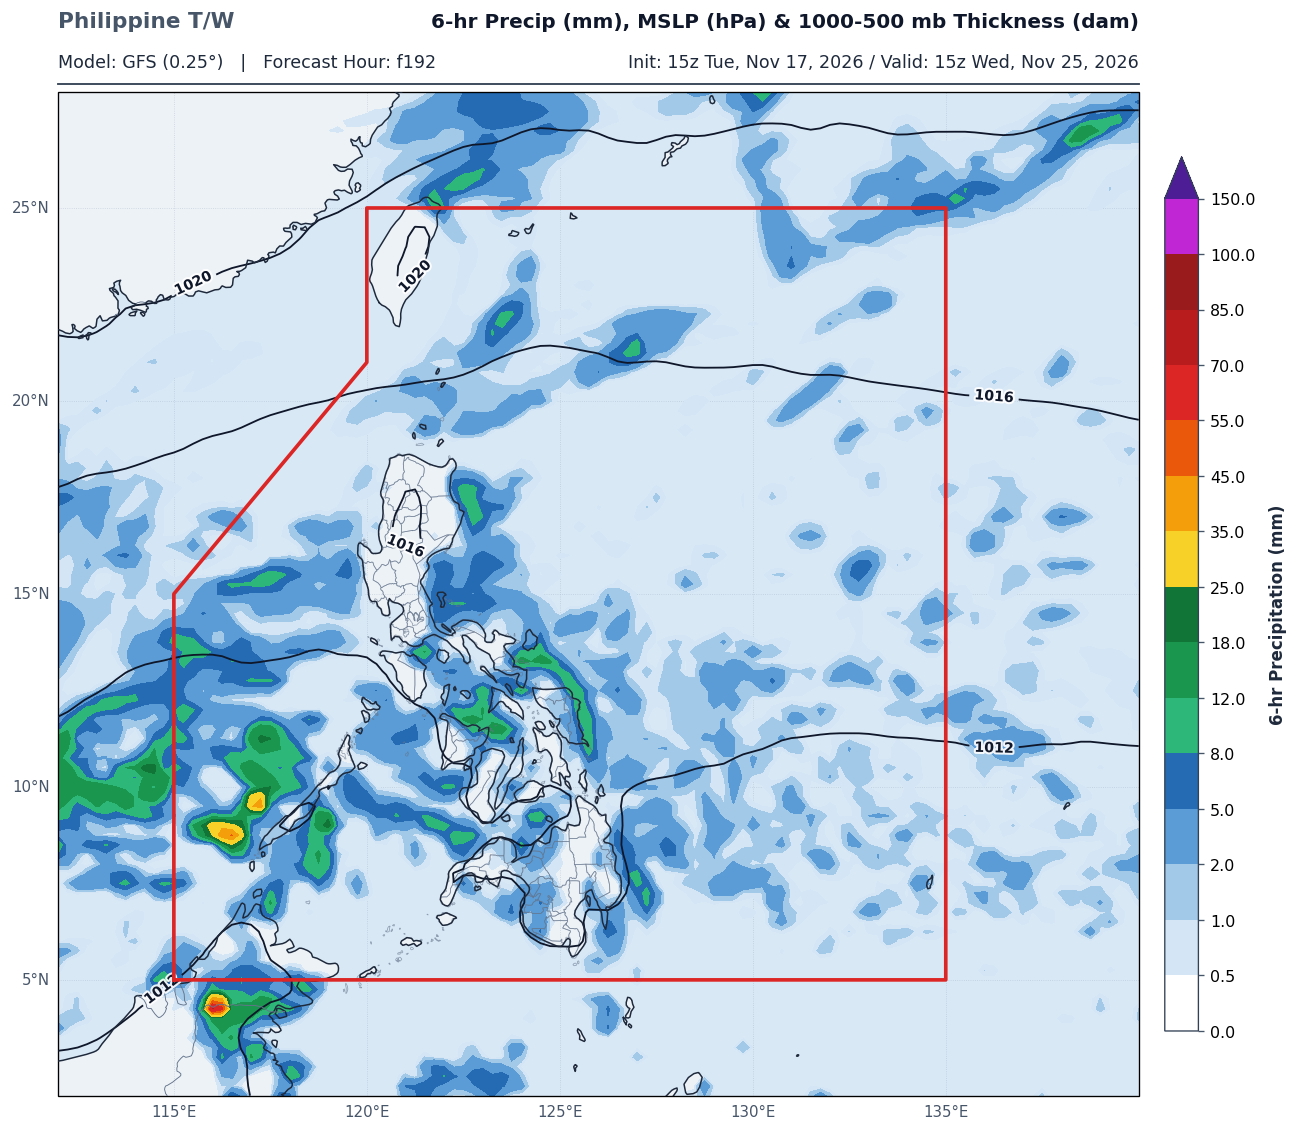 Philippine T/W
6-hr Precip (mm), MSLP (hPa) & 1000-500 mb Thickness (dam)
Model: GFS (0.25°) | Forecast Hour: f192
Init: 15z Tue, Nov 17, 2026 / Valid: 15z Wed, Nov 25, 2026
25°N
20°N
15°N
10°N
5°N
115°E
120°E
125°E
130°E
135°E
1020
1020
1016
1016
1012
1012
150.0
100.0
85.0
70.0
55.0
45.0
35.0
25.0
18.0
12.0
8.0
5.0
2.0
1.0
0.5
0.0
6-hr Precipitation (mm)